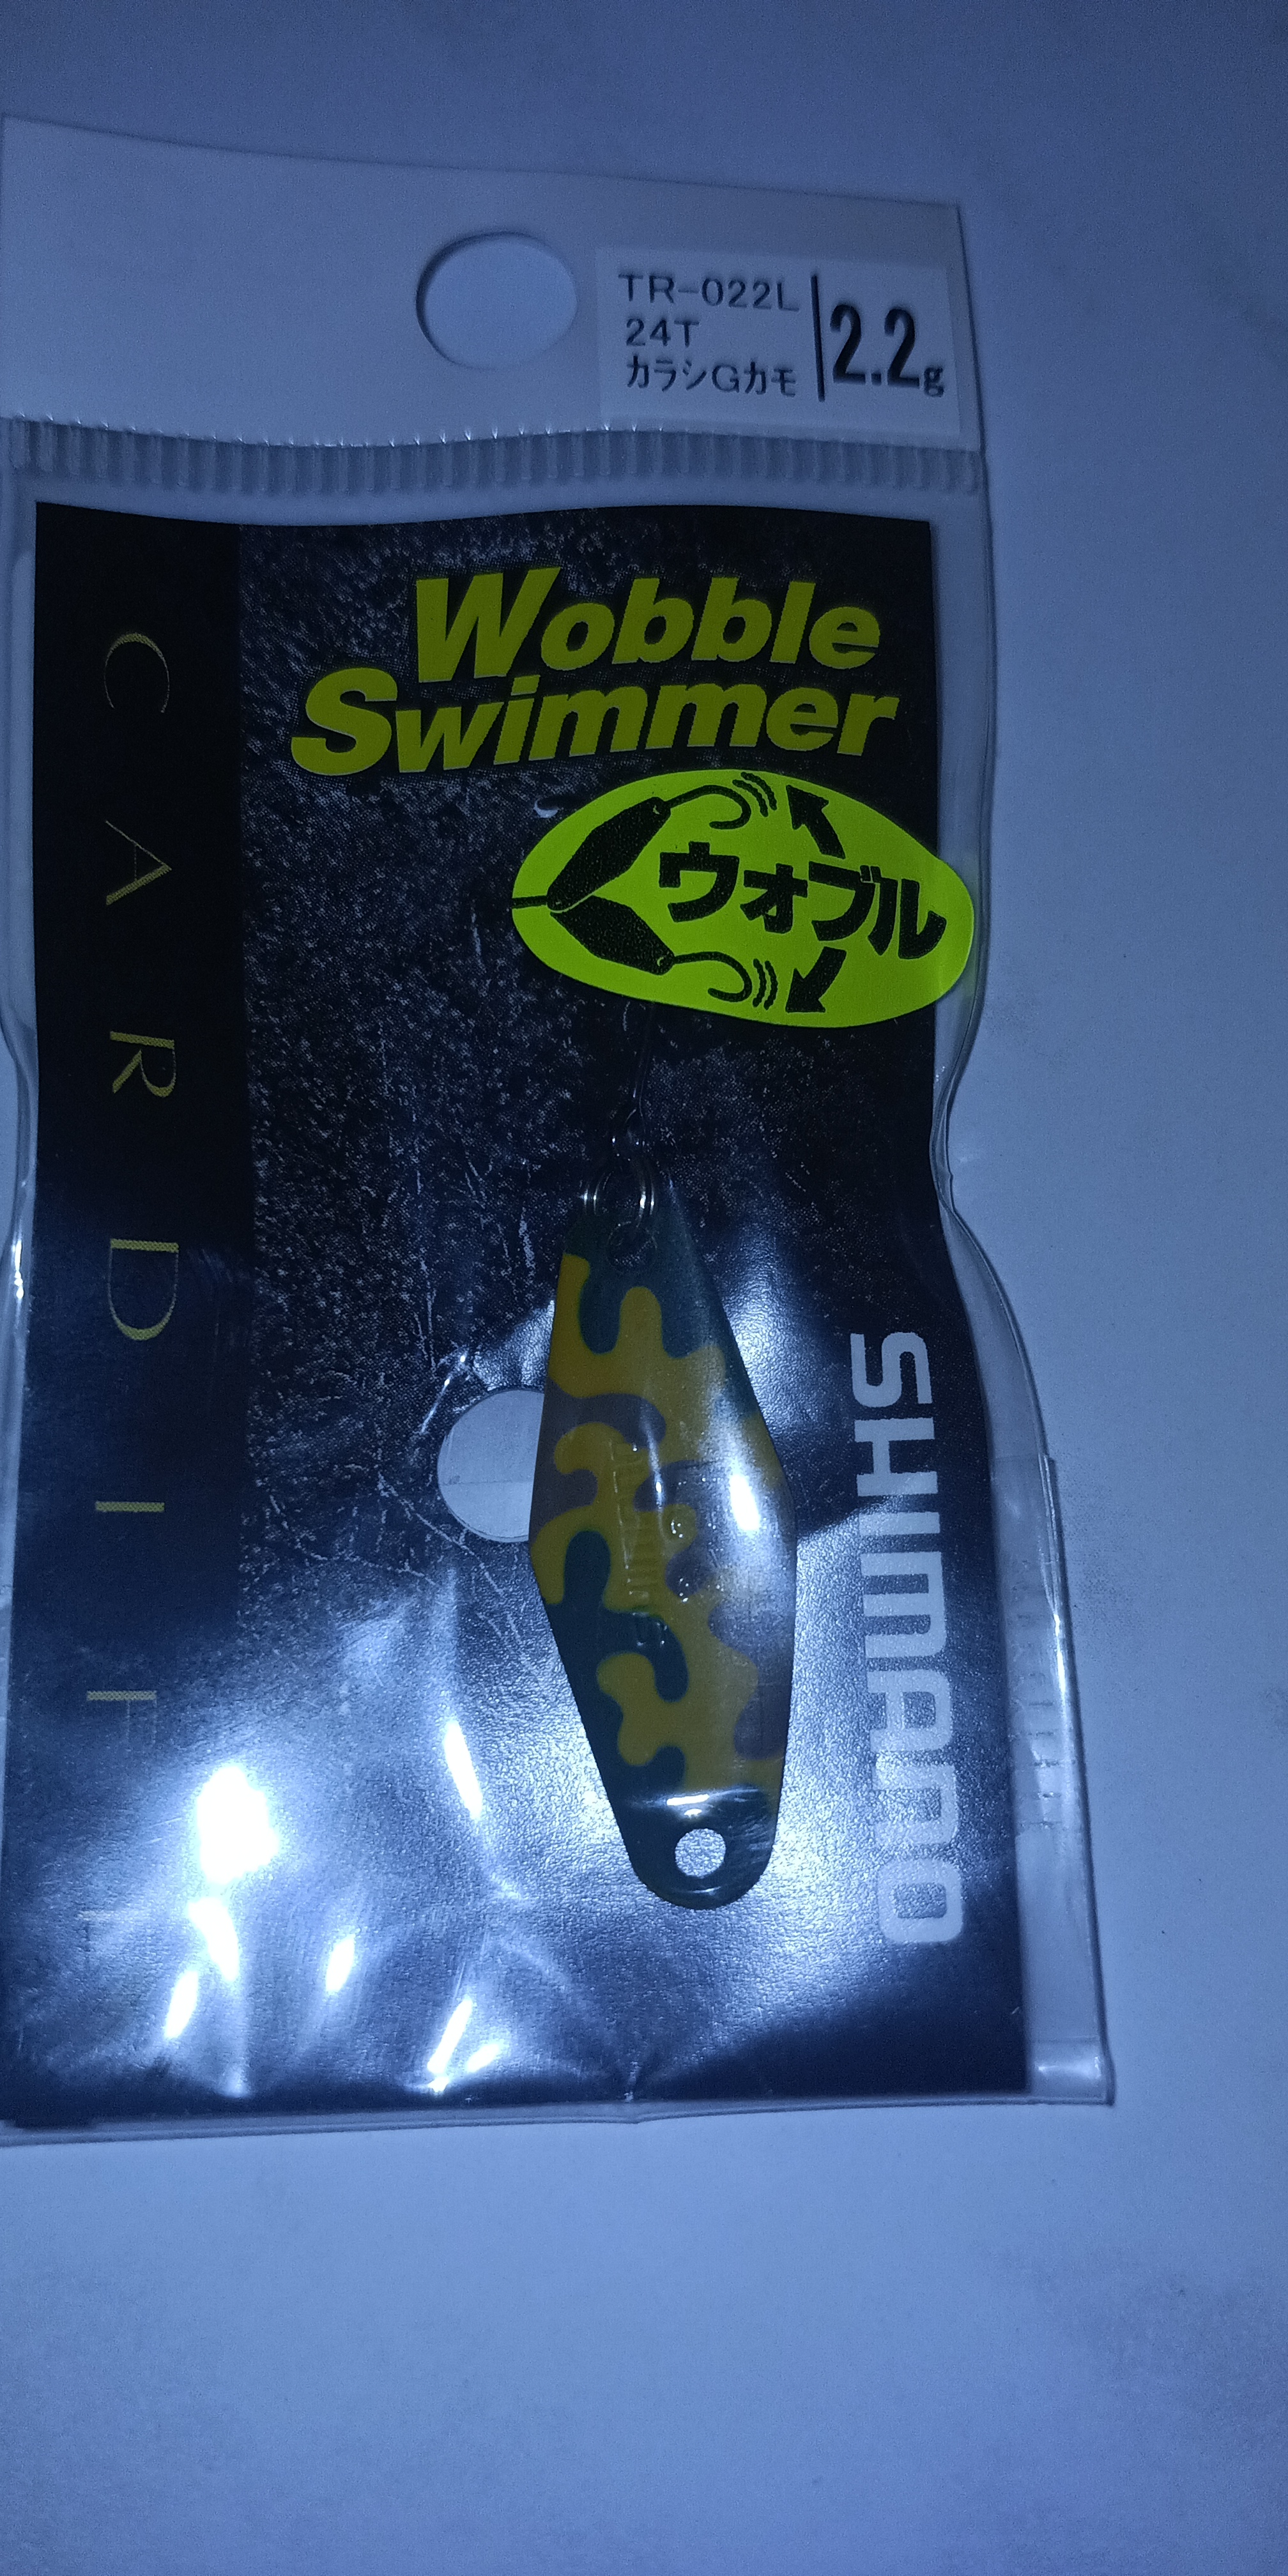 TR-022L
24T
カラシGカモ
2.2g
Wobble
Swimmer
ウォブル
CARDIFF
SHIMANO